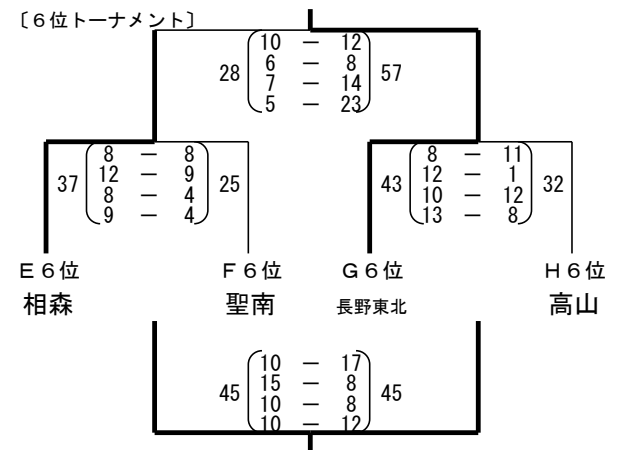 〔６位トーナメント〕
10 － 12
28 6 － 8 57
7 － 14
5 － 23
8 － 8 8 － 11
37 12 － 9 25 43 12 － 1 32
8 － 4 10 － 12
9 － 4 13 － 8
Ｅ６位 Ｆ６位 Ｇ６位 Ｈ６位
相森 聖南 長野東北 高山
10 － 17
45 15 － 8 45
10 － 8
10 － 12